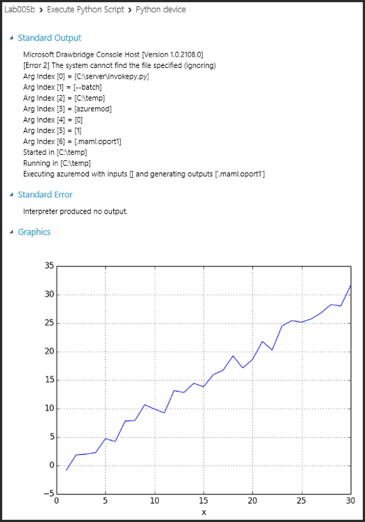 Lab005b > Execute Python Script > Python device
Standard Output
Microsoft Drawbridge Console Host [Version 1.0.2108.0]
[Error 2] The system cannot find the file specified (ignoring)
Arg Index [0] = [C:\server\invokepy.py]
Arg Index [1] = [--batch]
Arg Index [2] = [C:\temp]
Arg Index [3] = [azuremod]
Arg Index [4] = [0]
Arg Index [5] = [1]
Arg Index [6] = [.maml.oport1]
Started in [C:\temp]
Running in [C:\temp]
Executing azuremod with inputs [] and generating outputs ['.maml.oport1']
Standard Error
Interpreter produced no output.
Graphics
35
30
25
20
15
10
5
0
−5
0 5 10 15 20 25 30
x